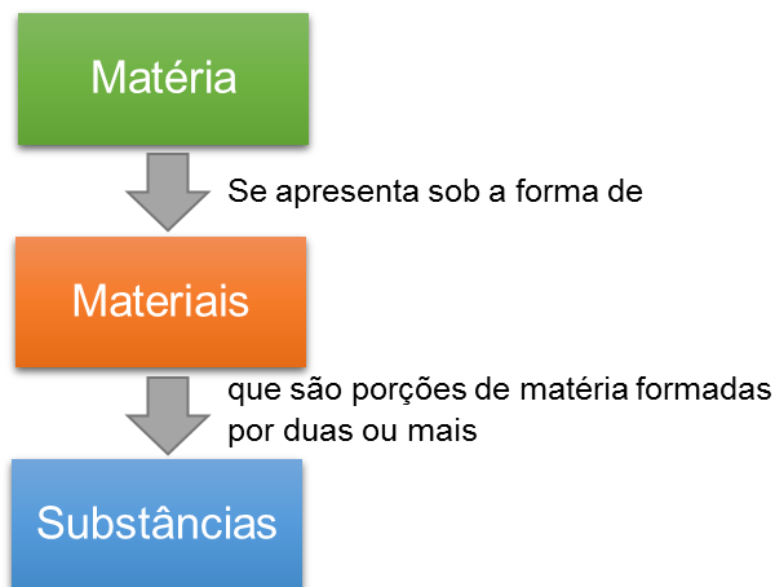 Matéria
Se apresenta sob a forma de
Materiais
que são porções de matéria formadas
por duas ou mais
Substâncias